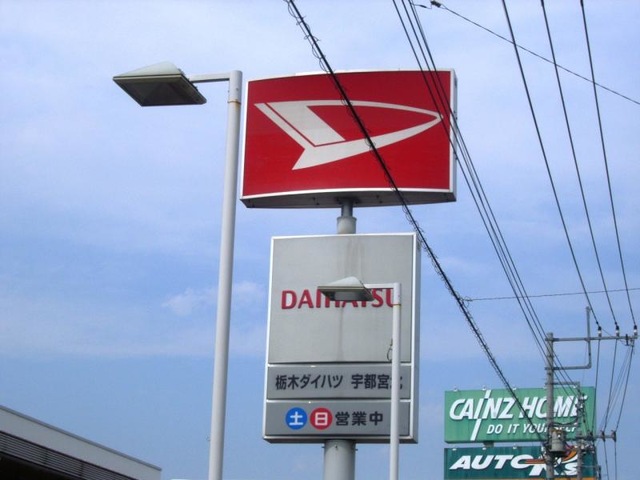 DAIHATSU
栃木ダイハツ 宇都宮北
土 日 営業中
CAINZ HOME
DO IT YOURSELF
AUTO